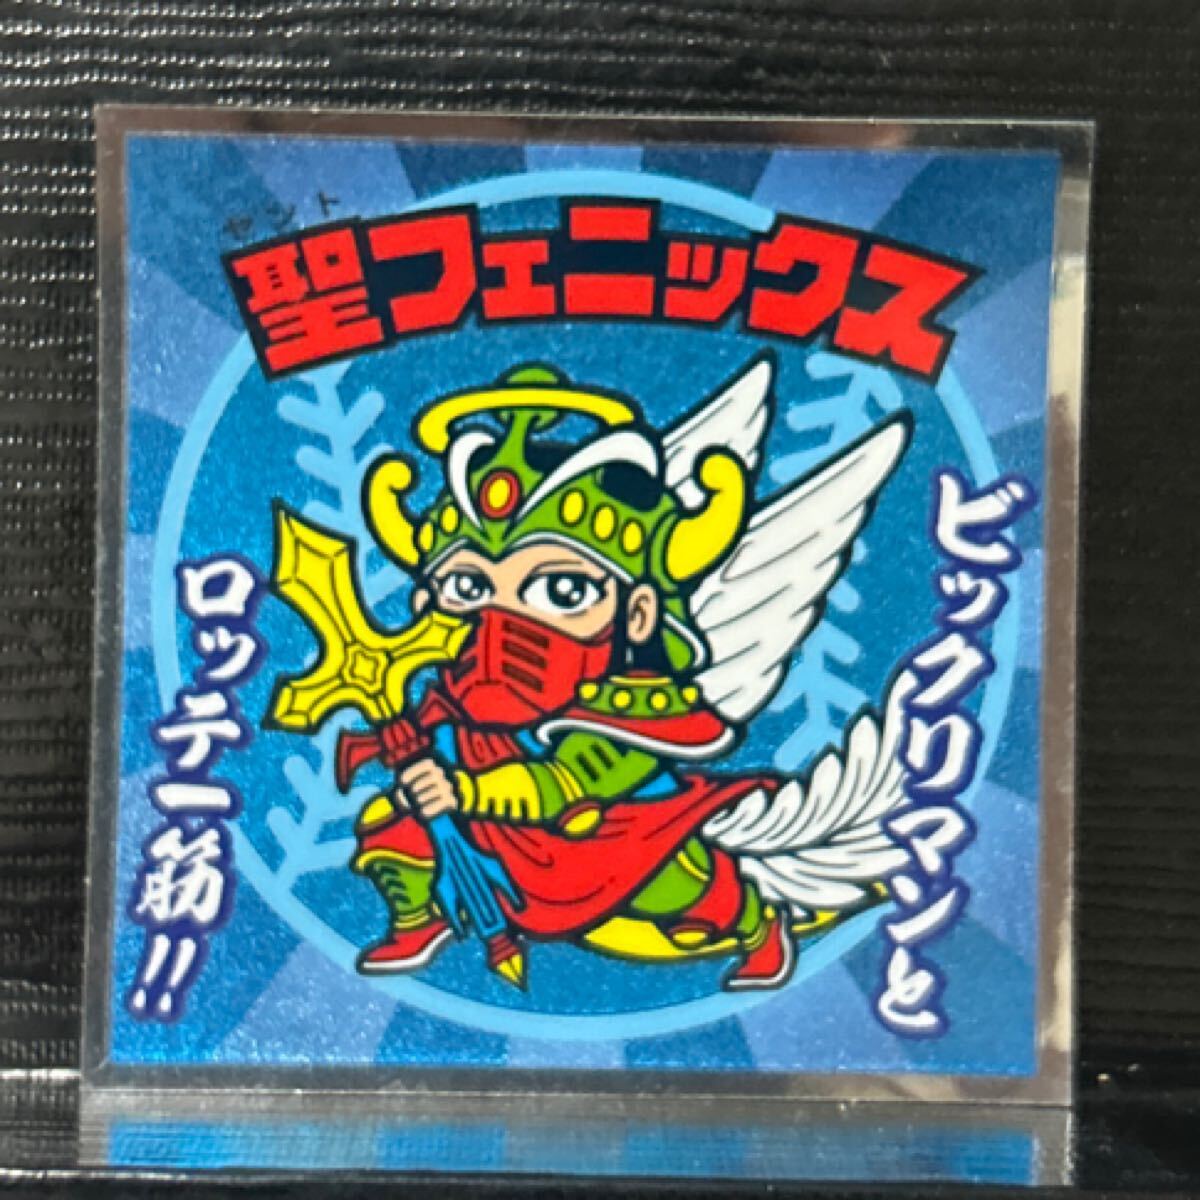 セント
聖フェニックス
ビックリマンと
ロッテ一筋!!